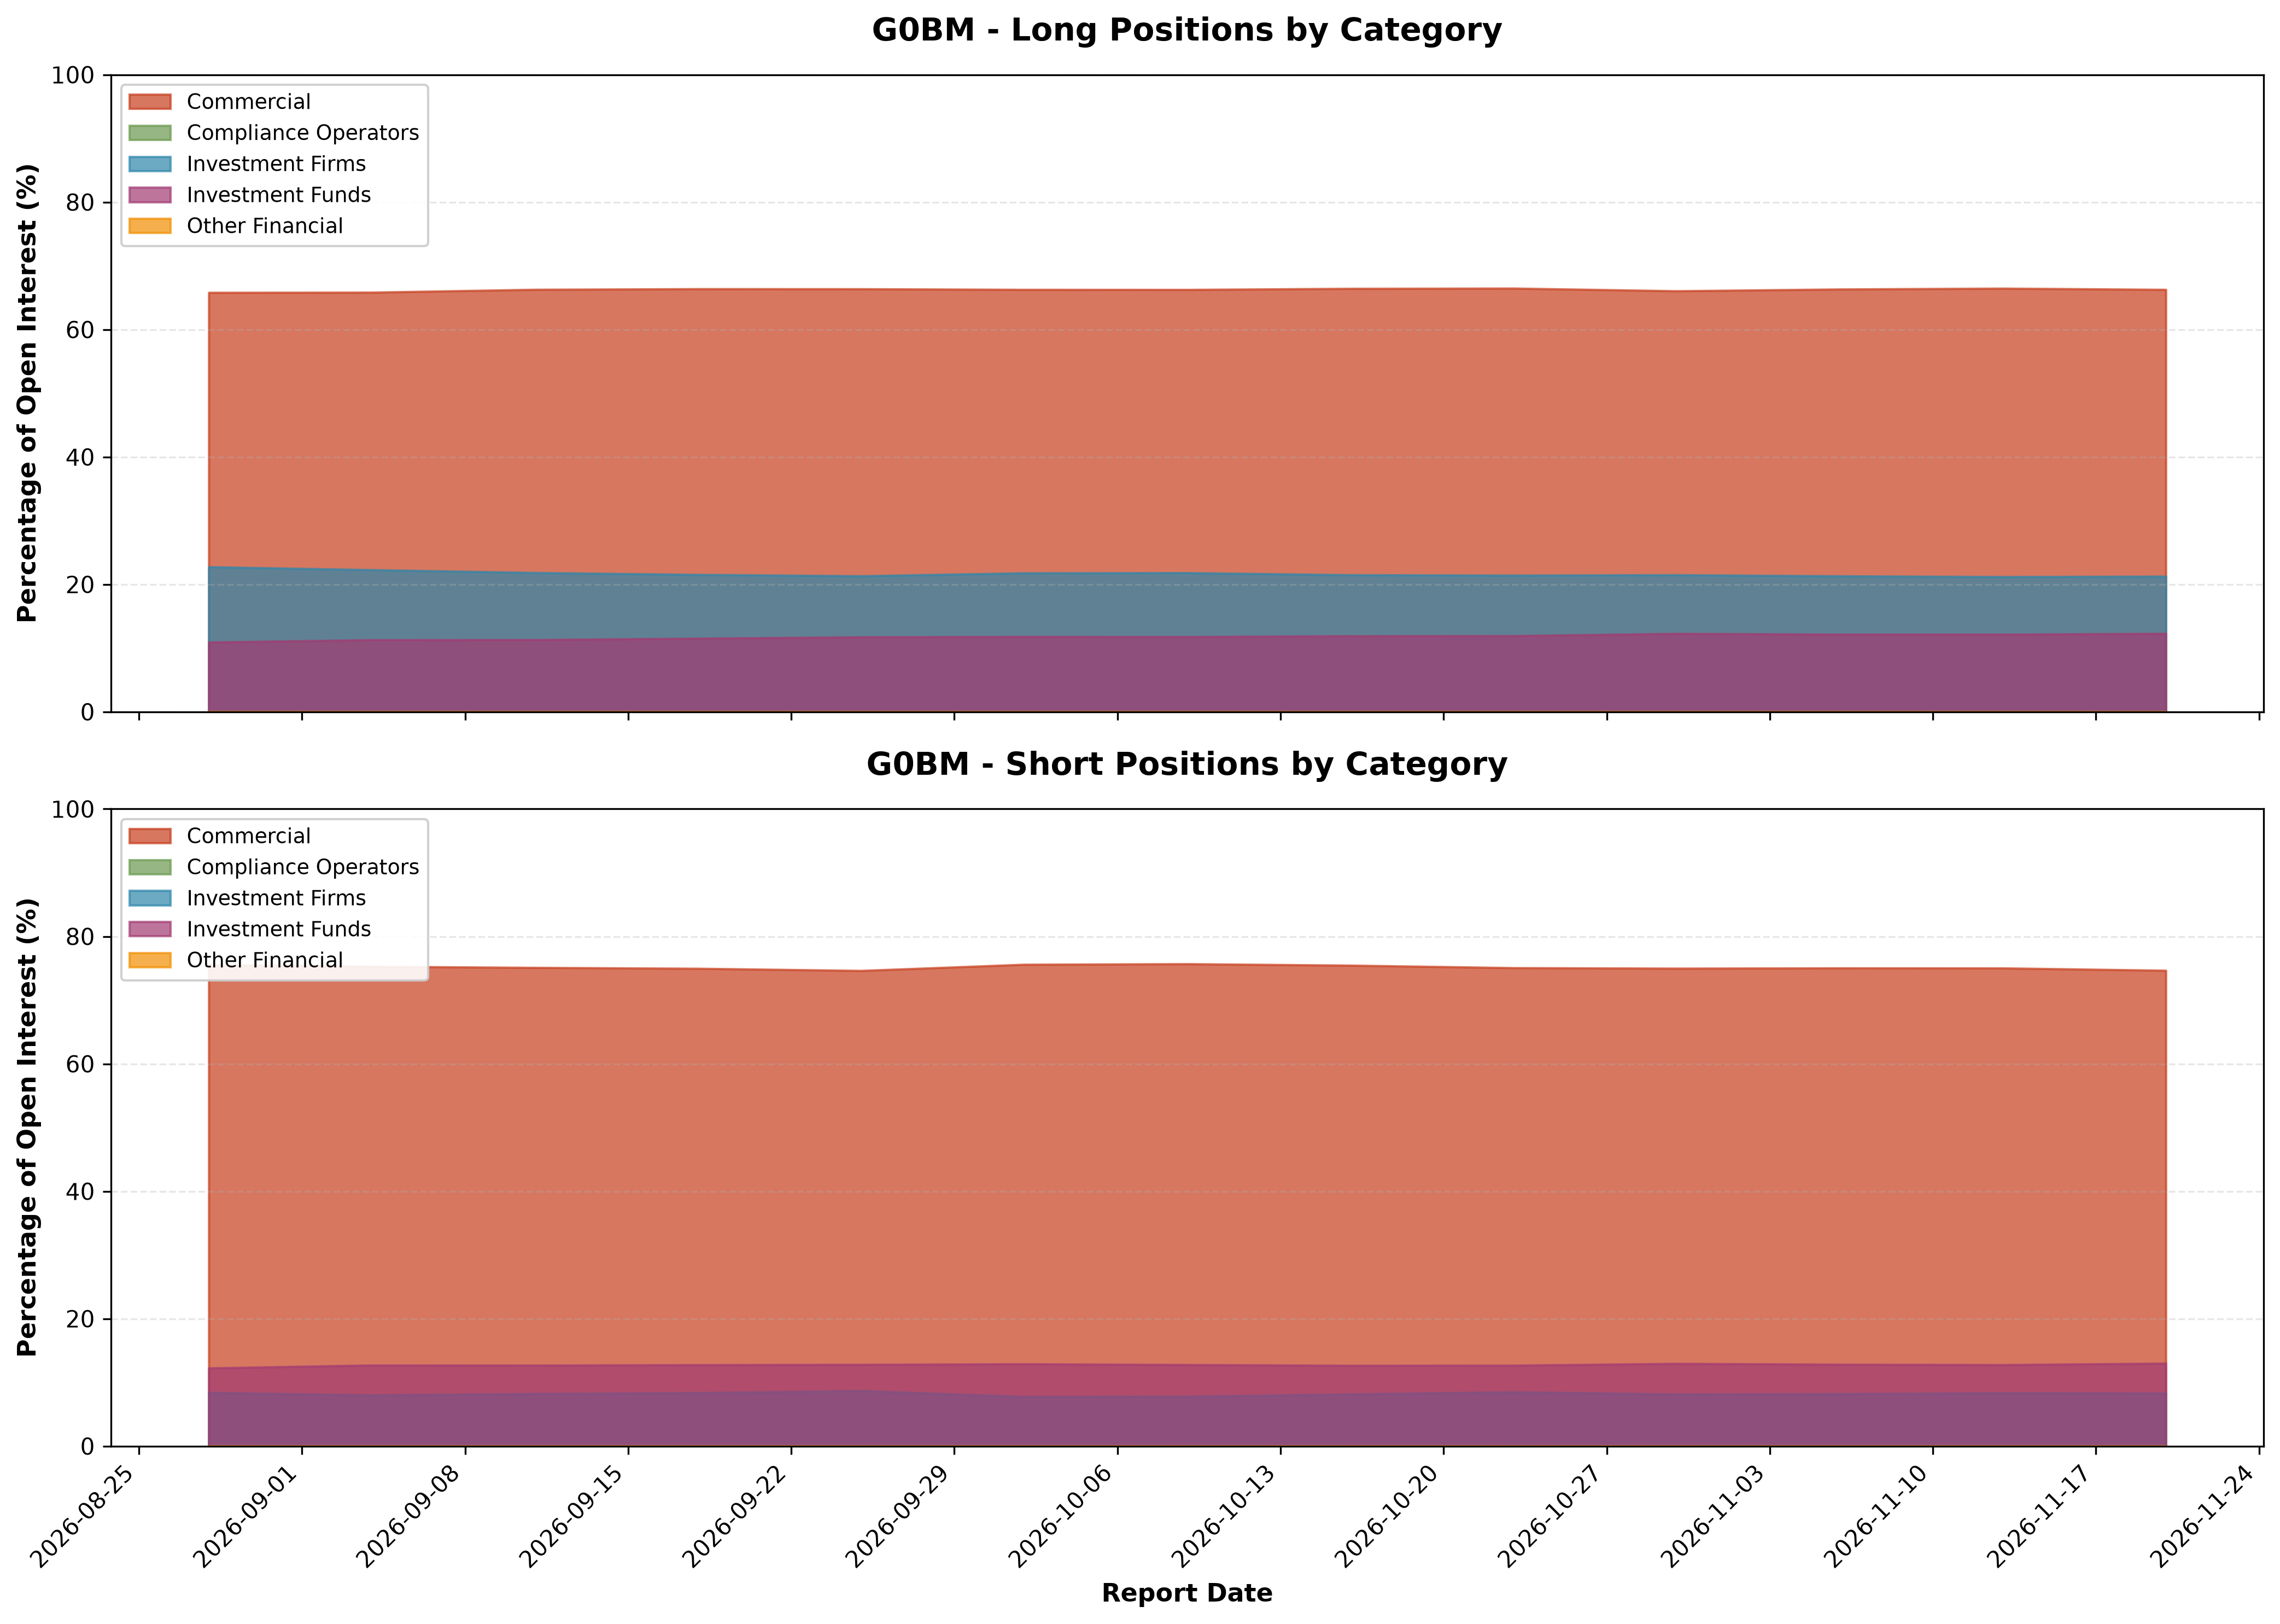 G0BM - Long Positions by Category
Percentage of Open Interest (%)
100
80
60
40
20
0
Commercial
Compliance Operators
Investment Firms
Investment Funds
Other Financial
G0BM - Short Positions by Category
Percentage of Open Interest (%)
100
80
60
40
20
0
Commercial
Compliance Operators
Investment Firms
Investment Funds
Other Financial
2026-08-25
2026-09-01
2026-09-08
2026-09-15
2026-09-22
2026-09-29
2026-10-06
2026-10-13
2026-10-20
2026-10-27
2026-11-03
2026-11-10
2026-11-17
2026-11-24
Report Date